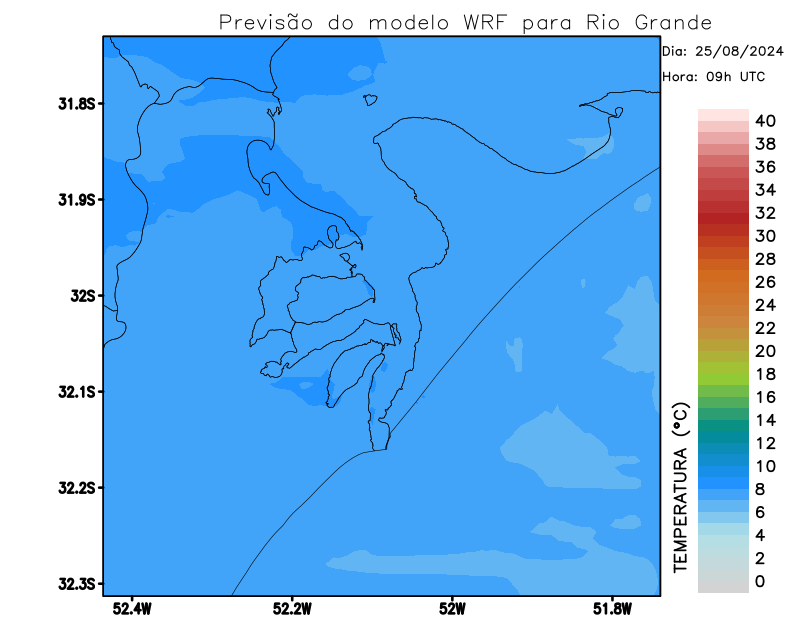 Previsão do modelo WRF para Rio Grande
Dia: 25/08/2024
Hora: 09h UTC
31.8S
31.9S
32S
32.1S
32.2S
32.3S
52.4W
52.2W
52W
51.8W
TEMPERATURA (°C)
40
38
36
34
32
30
28
26
24
22
20
18
16
14
12
10
8
6
4
2
0